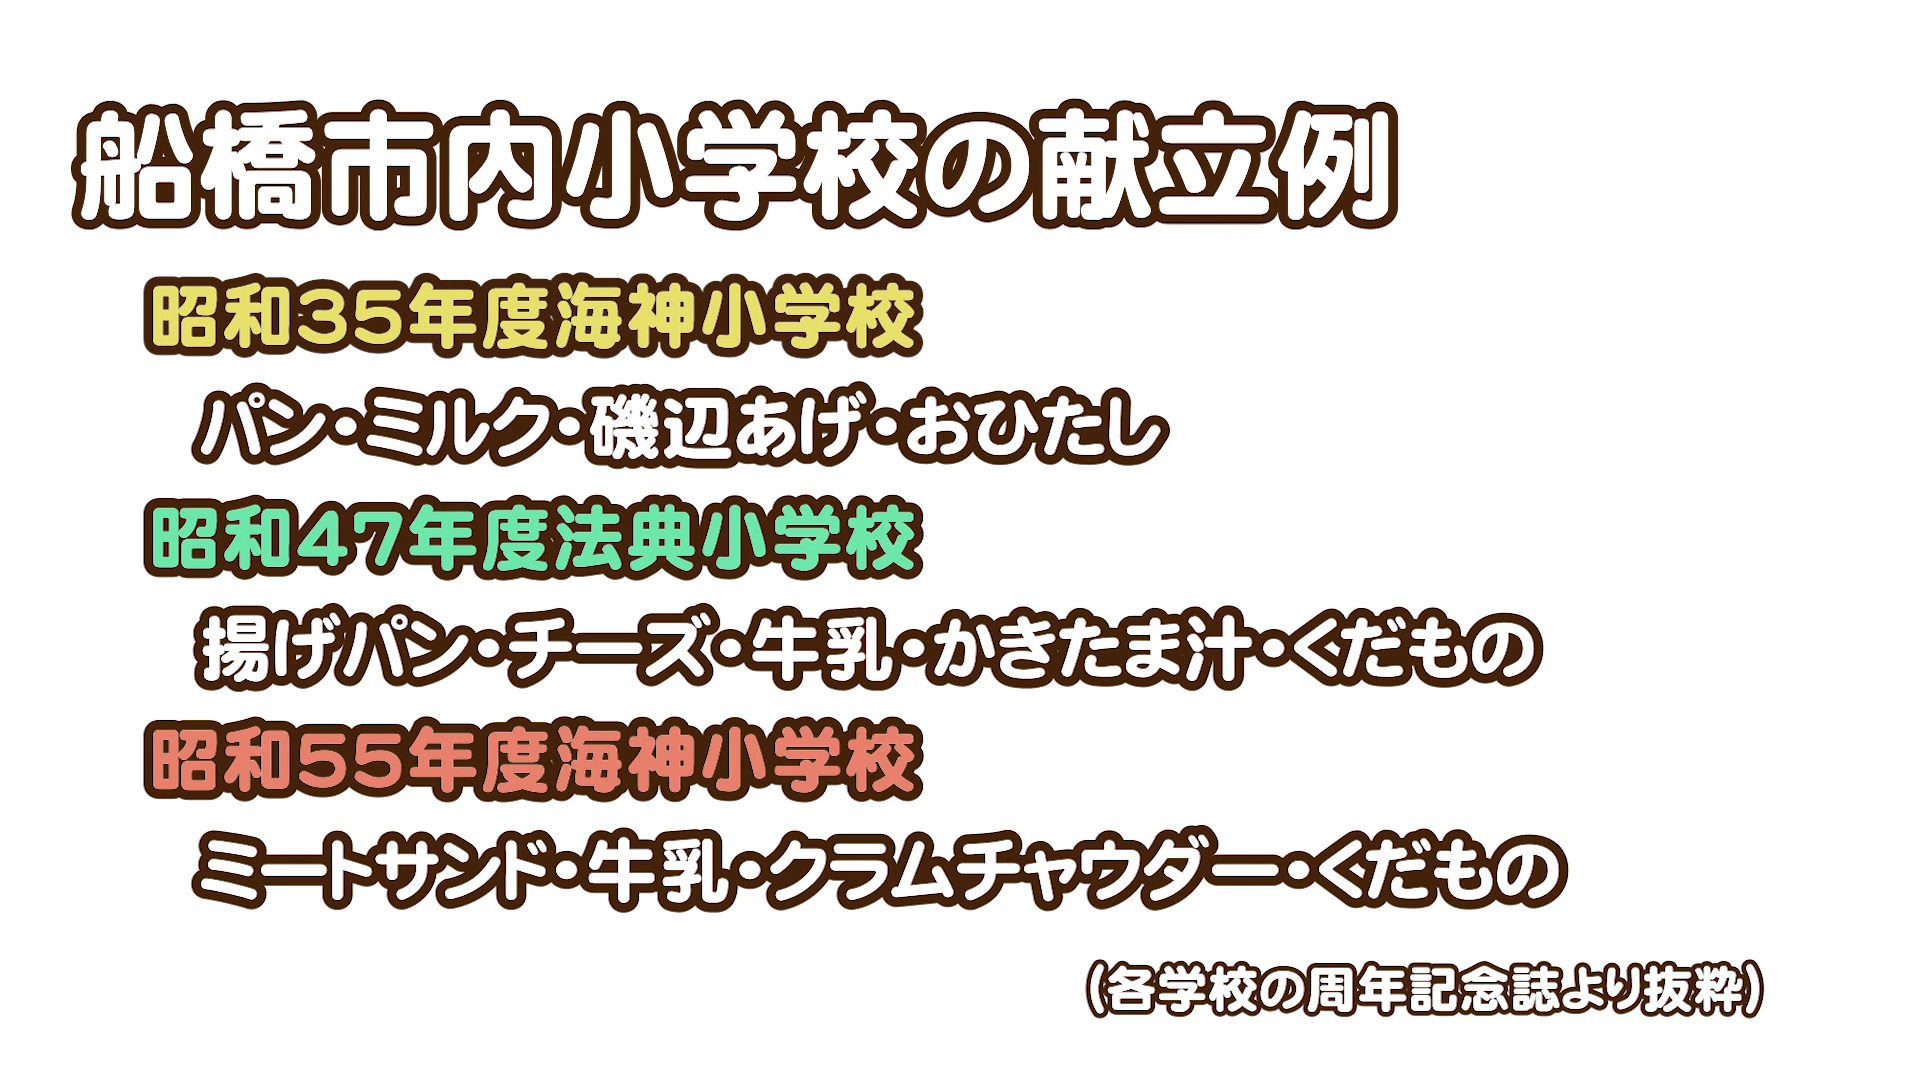 船橋市内小学校の献立例
昭和35年度海神小学校
パン・ミルク・磯辺あげ・おひたし
昭和47年度法典小学校
揚げパン・チーズ・牛乳・かきたま汁・くだもの
昭和55年度海神小学校
ミートサンド・牛乳・クラムチャウダー・くだもの
(各学校の周年記念誌より抜粋)